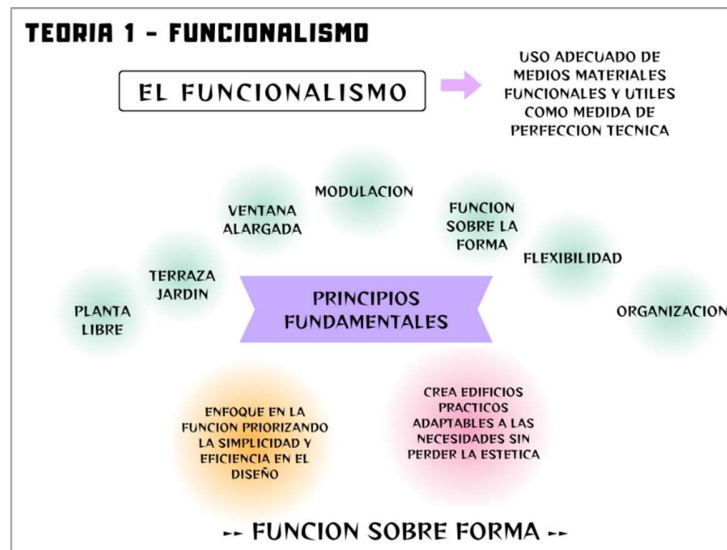 TEORIA 1 - FUNCIONALISMO
EL FUNCIONALISMO
USO ADECUADO DE
MEDIOS MATERIALES
FUNCIONALES Y UTILES
COMO MEDIDA DE
PERFECCION TECNICA
PLANTA
LIBRE
TERRAZA
JARDIN
VENTANA
ALARGADA
MODULACION
FUNCION
SOBRE LA
FORMA
FLEXIBILIDAD
ORGANIZACION
PRINCIPIOS
FUNDAMENTALES
ENFOQUE EN LA
FUNCION PRIORIZANDO
LA SIMPLICIDAD Y
EFICIENCIA EN EL
DISEÑO
CREA EDIFICIOS
PRACTICOS
ADAPTABLES A LAS
NECESIDADES SIN
PERDER LA ESTETICA
-- FUNCION SOBRE FORMA --